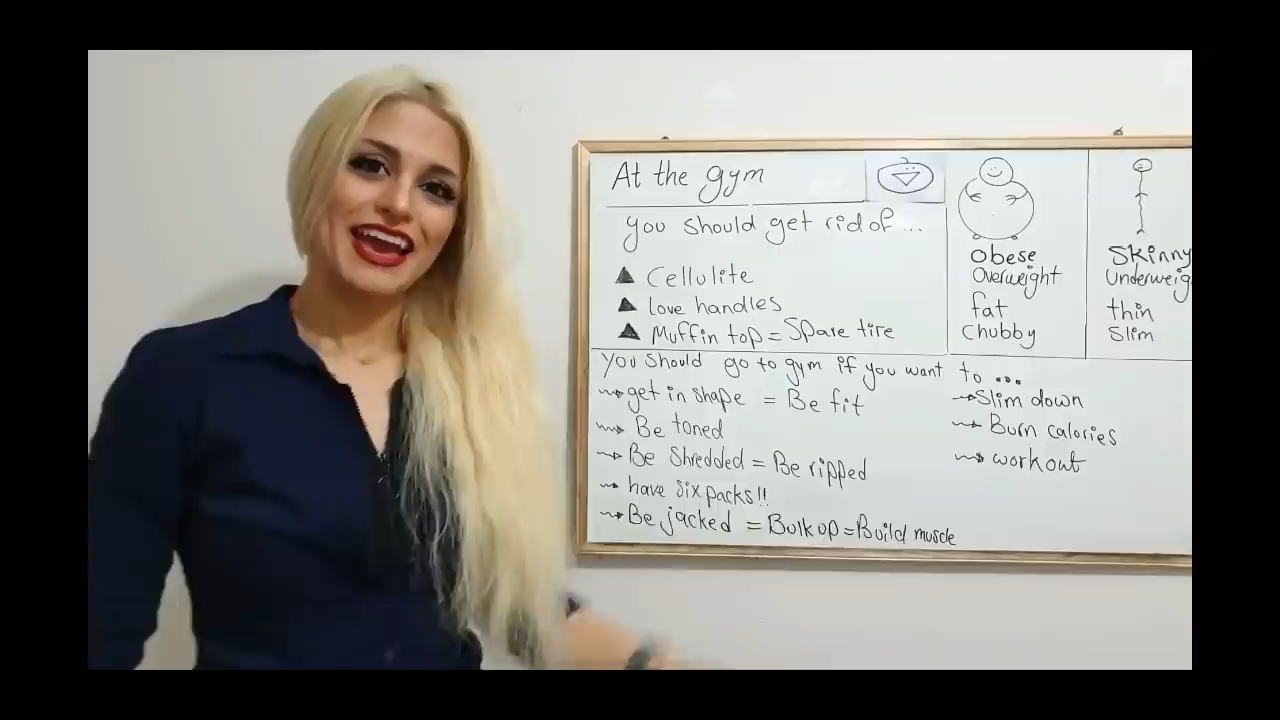 At the gym
you should get rid of ...
Cellulite
Love handles
Muffin top = Spare tire
Obese
Overweight
fat
Chubby
Skinny
Underweig
thin
Slim
You should go to gym if you want to ...
get in shape = Be fit
Be toned
Be Shredded = Be ripped
have six packs!!
Be jacked = Bulk up = Build muscle
Slim down
Burn calories
workout